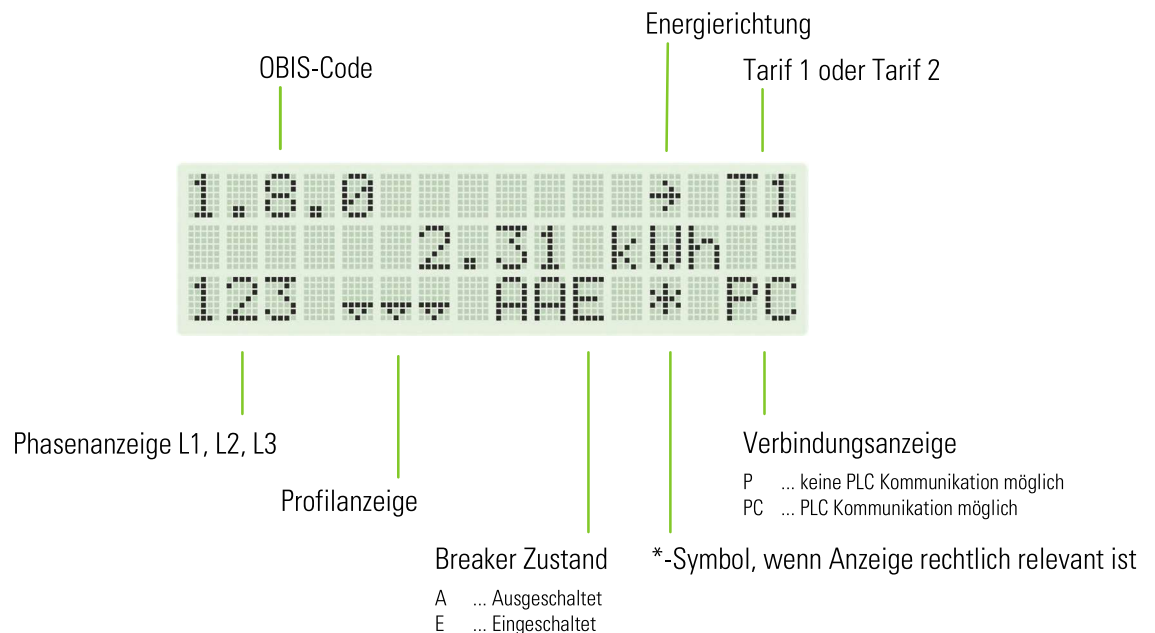 Energierichtung
OBIS-Code
Tarif 1 oder Tarif 2
1.8.0 → T1
2.31 kWh
123 AAE * PC
Phasenanzeige L1, L2, L3
Verbindungsanzeige
P ... keine PLC Kommunikation möglich
PC ... PLC Kommunikation möglich
Profilanzeige
Breaker Zustand
*-Symbol, wenn Anzeige rechtlich relevant ist
A ... Ausgeschaltet
E ... Eingeschaltet